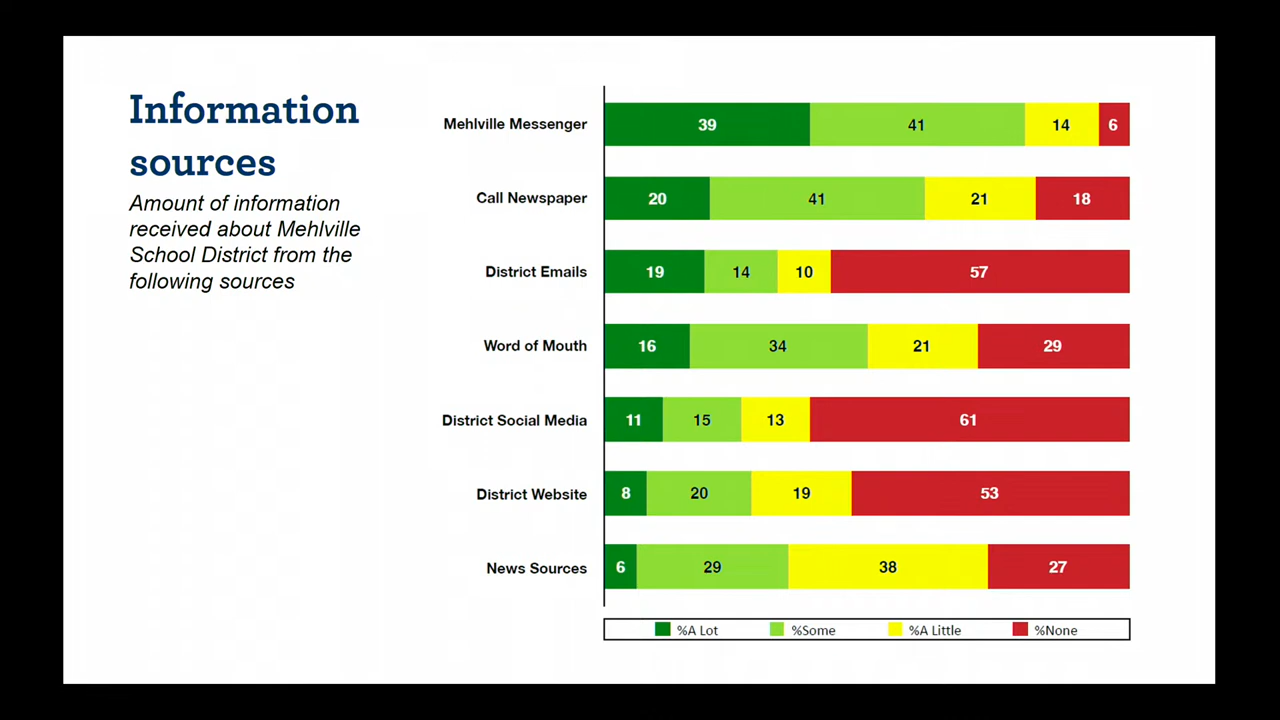 Information
sources
Amount of information
received about Mehlville
School District from the
following sources
Mehlville Messenger 39 41 14 6
Call Newspaper 20 41 21 18
District Emails 19 14 10 57
Word of Mouth 16 34 21 29
District Social Media 11 15 13 61
District Website 8 20 19 53
News Sources 6 29 38 27
%A Lot %Some %A Little %None